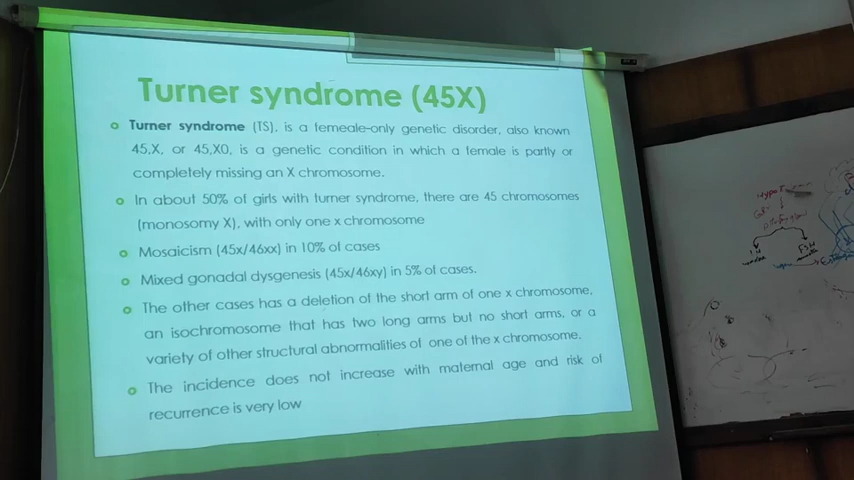 Turner syndrome (45X)
Turner syndrome (TS), is a femeale-only genetic disorder, also known
45,X, or 45,X0, is a genetic condition in which a female is partly or
completely missing an X chromosome.
In about 50% of girls with turner syndrome, there are 45 chromosomes
(monosomy X), with only one x chromosome
Mosaicism (45x/46xx) in 10% of cases
Mixed gonadal dysgenesis (45x/46xy) in 5% of cases.
The other cases has a deletion of the short arm of one x chromosome,
an isochromosome that has two long arms but no short arms, or a
variety of other structural abnormalities of one of the x chromosome.
The incidence does not increase with maternal age and risk of
recurrence is very low
FSH